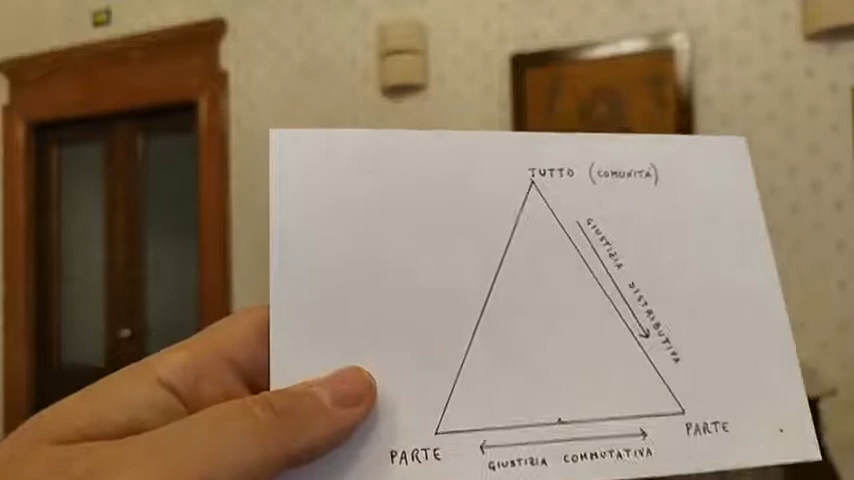 TUTTO (COMUNITÀ)
GIUSTIZIA DISTRIBUTIVA
PARTE
PARTE
GIUSTIZIA COMMUTATIVA